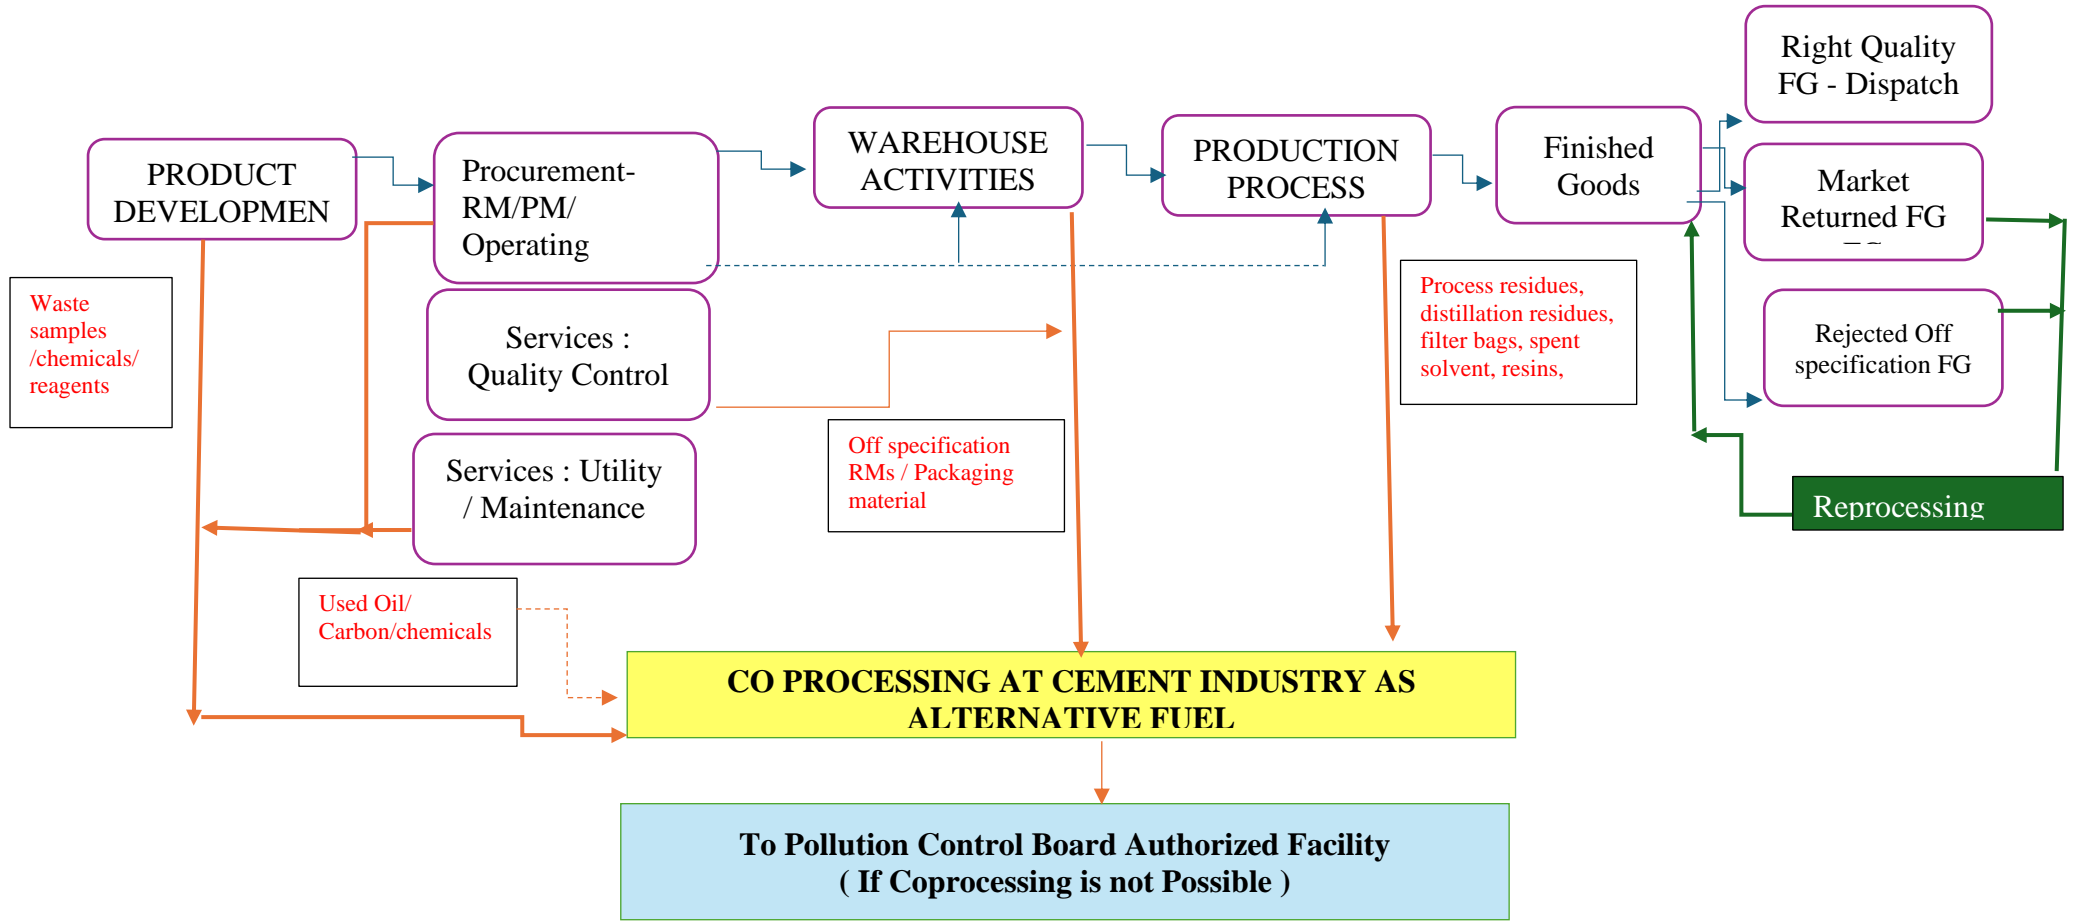 Right Quality
FG - Dispatch
WAREHOUSE
ACTIVITIES
PRODUCTION
PROCESS
Finished
Goods
PRODUCT
DEVELOPMEN
Procurement-
RM/PM/
Operating
Market
Returned FG
Waste
samples
/chemicals/
reagents
Services :
Quality Control
Process residues,
distillation residues,
filter bags, spent
solvent, resins,
Rejected Off
specification FG
Services : Utility
/ Maintenance
Off specification
RMs / Packaging
material
Reprocessing
Used Oil/
Carbon/chemicals
CO PROCESSING AT CEMENT INDUSTRY AS
ALTERNATIVE FUEL
To Pollution Control Board Authorized Facility
( If Coprocessing is not Possible )